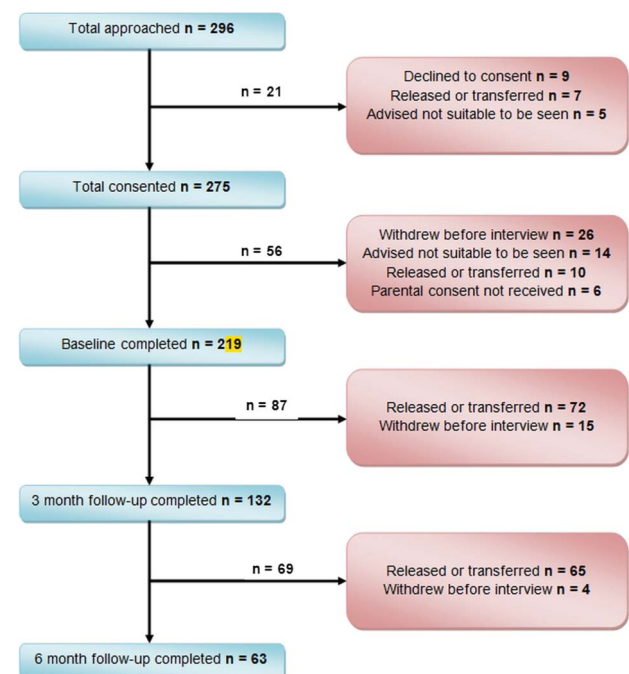 Total approached n = 296
n = 21
Declined to consent n = 9
Released or transferred n = 7
Advised not suitable to be seen n = 5
Total consented n = 275
n = 56
Withdrew before interview n = 26
Advised not suitable to be seen n = 14
Released or transferred n = 10
Parental consent not received n = 6
Baseline completed n = 219
n = 87
Released or transferred n = 72
Withdrew before interview n = 15
3 month follow-up completed n = 132
n = 69
Released or transferred n = 65
Withdrew before interview n = 4
6 month follow-up completed n = 63